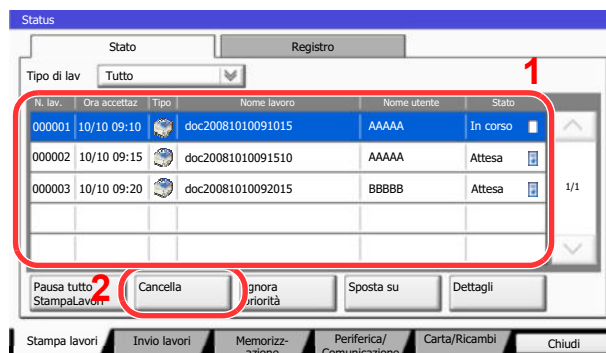 Status
Stato Registro
Tipo di lav Tutto
1
N. lav. Ora accettaz Tipo Nome lavoro Nome utente Stato
000001 10/10 09:10 doc20081010091015 AAAAA In corso
000002 10/10 09:15 doc20081010091510 AAAAA Attesa
000003 10/10 09:20 doc20081010092015 BBBBB Attesa
1/1
2
Pausa tutto Cancella Ignora Sposta su Dettagli
StampaLavori priorità
Stampa lavori Invio lavori Memorizz- Periferica/ Carta/Ricambi Chiudi
azione Comunicazione